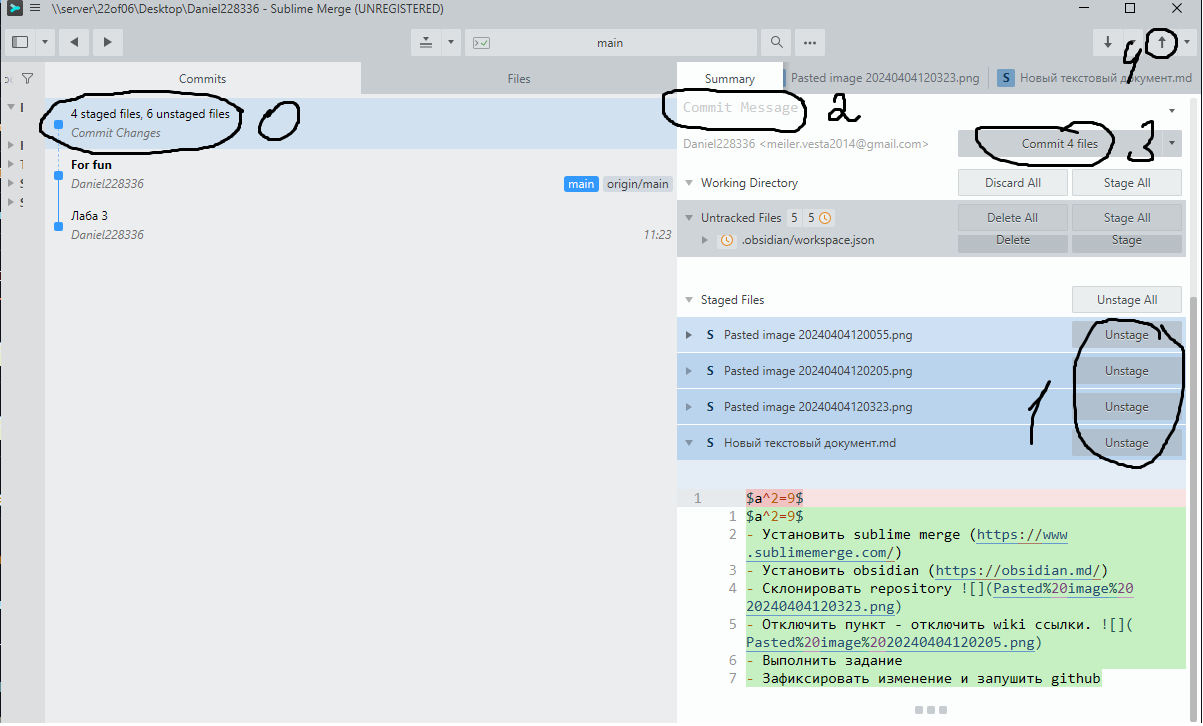 \\server\22of06\Desktop\Daniel228336 - Sublime Merge (UNREGISTERED)
main
4
Commits
Files
Summary
Pasted image 20240404120323.png
S Новый текстовый документ.md
4 staged files, 6 unstaged files
Commit Changes
0
Commit Message
2
Daniel228336 <meiler.vesta2014@gmail.com>
Commit 4 files
3
For fun
Daniel228336
main
origin/main
Working Directory
Discard All
Stage All
Лаба 3
Daniel228336
11:23
Untracked Files 5 5
Delete All
Stage All
.obsidian/workspace.json
Delete
Stage
Staged Files
Unstage All
S Pasted image 20240404120055.png
Unstage
S Pasted image 20240404120205.png
Unstage
S Pasted image 20240404120323.png
Unstage
1
S Новый текстовый документ.md
Unstage
1 $a^2=9$
1 $a^2=9$
2 - Установить sublime merge (https://www
.sublimemerge.com/)
3 - Установить obsidian (https://obsidian.md/)
4 - Склонировать repository ![](Pasted%20image%20
20240404120323.png)
5 - Отключить пункт - отключить wiki ссылки. ![](
Pasted%20image%2020240404120205.png)
6 - Выполнить задание
7 - Зафиксировать изменение и запушить github